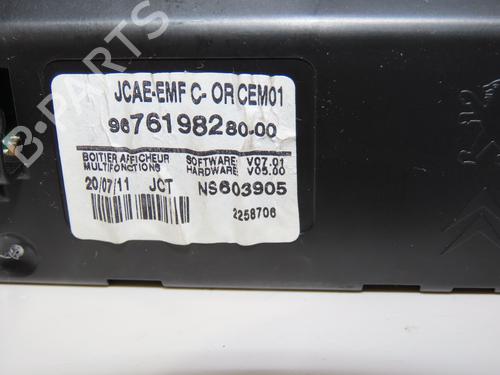 JCAE-EMF C- OR CEM01
9676198280-00
BOITIER AFFICHEUR
MULTIFONCTIONS
SOFTWARE: V07.01
HARDWARE: V05.00
20/07/11 JCT NS603905
2258706
B-Parts